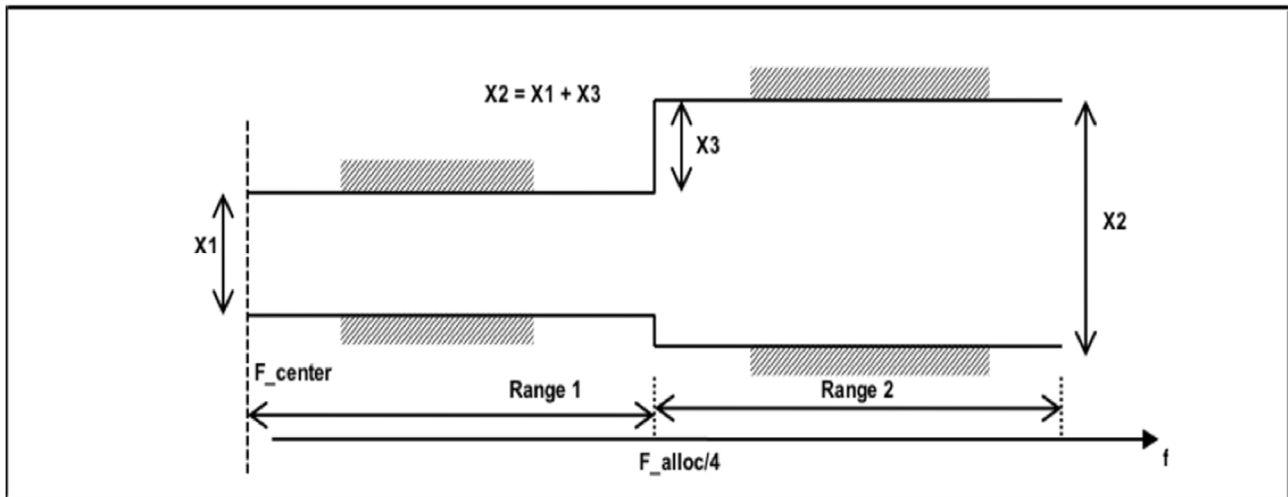 X2 = X1 + X3
X3
X1
X2
F_center
Range 1
Range 2
F_alloc/4
f